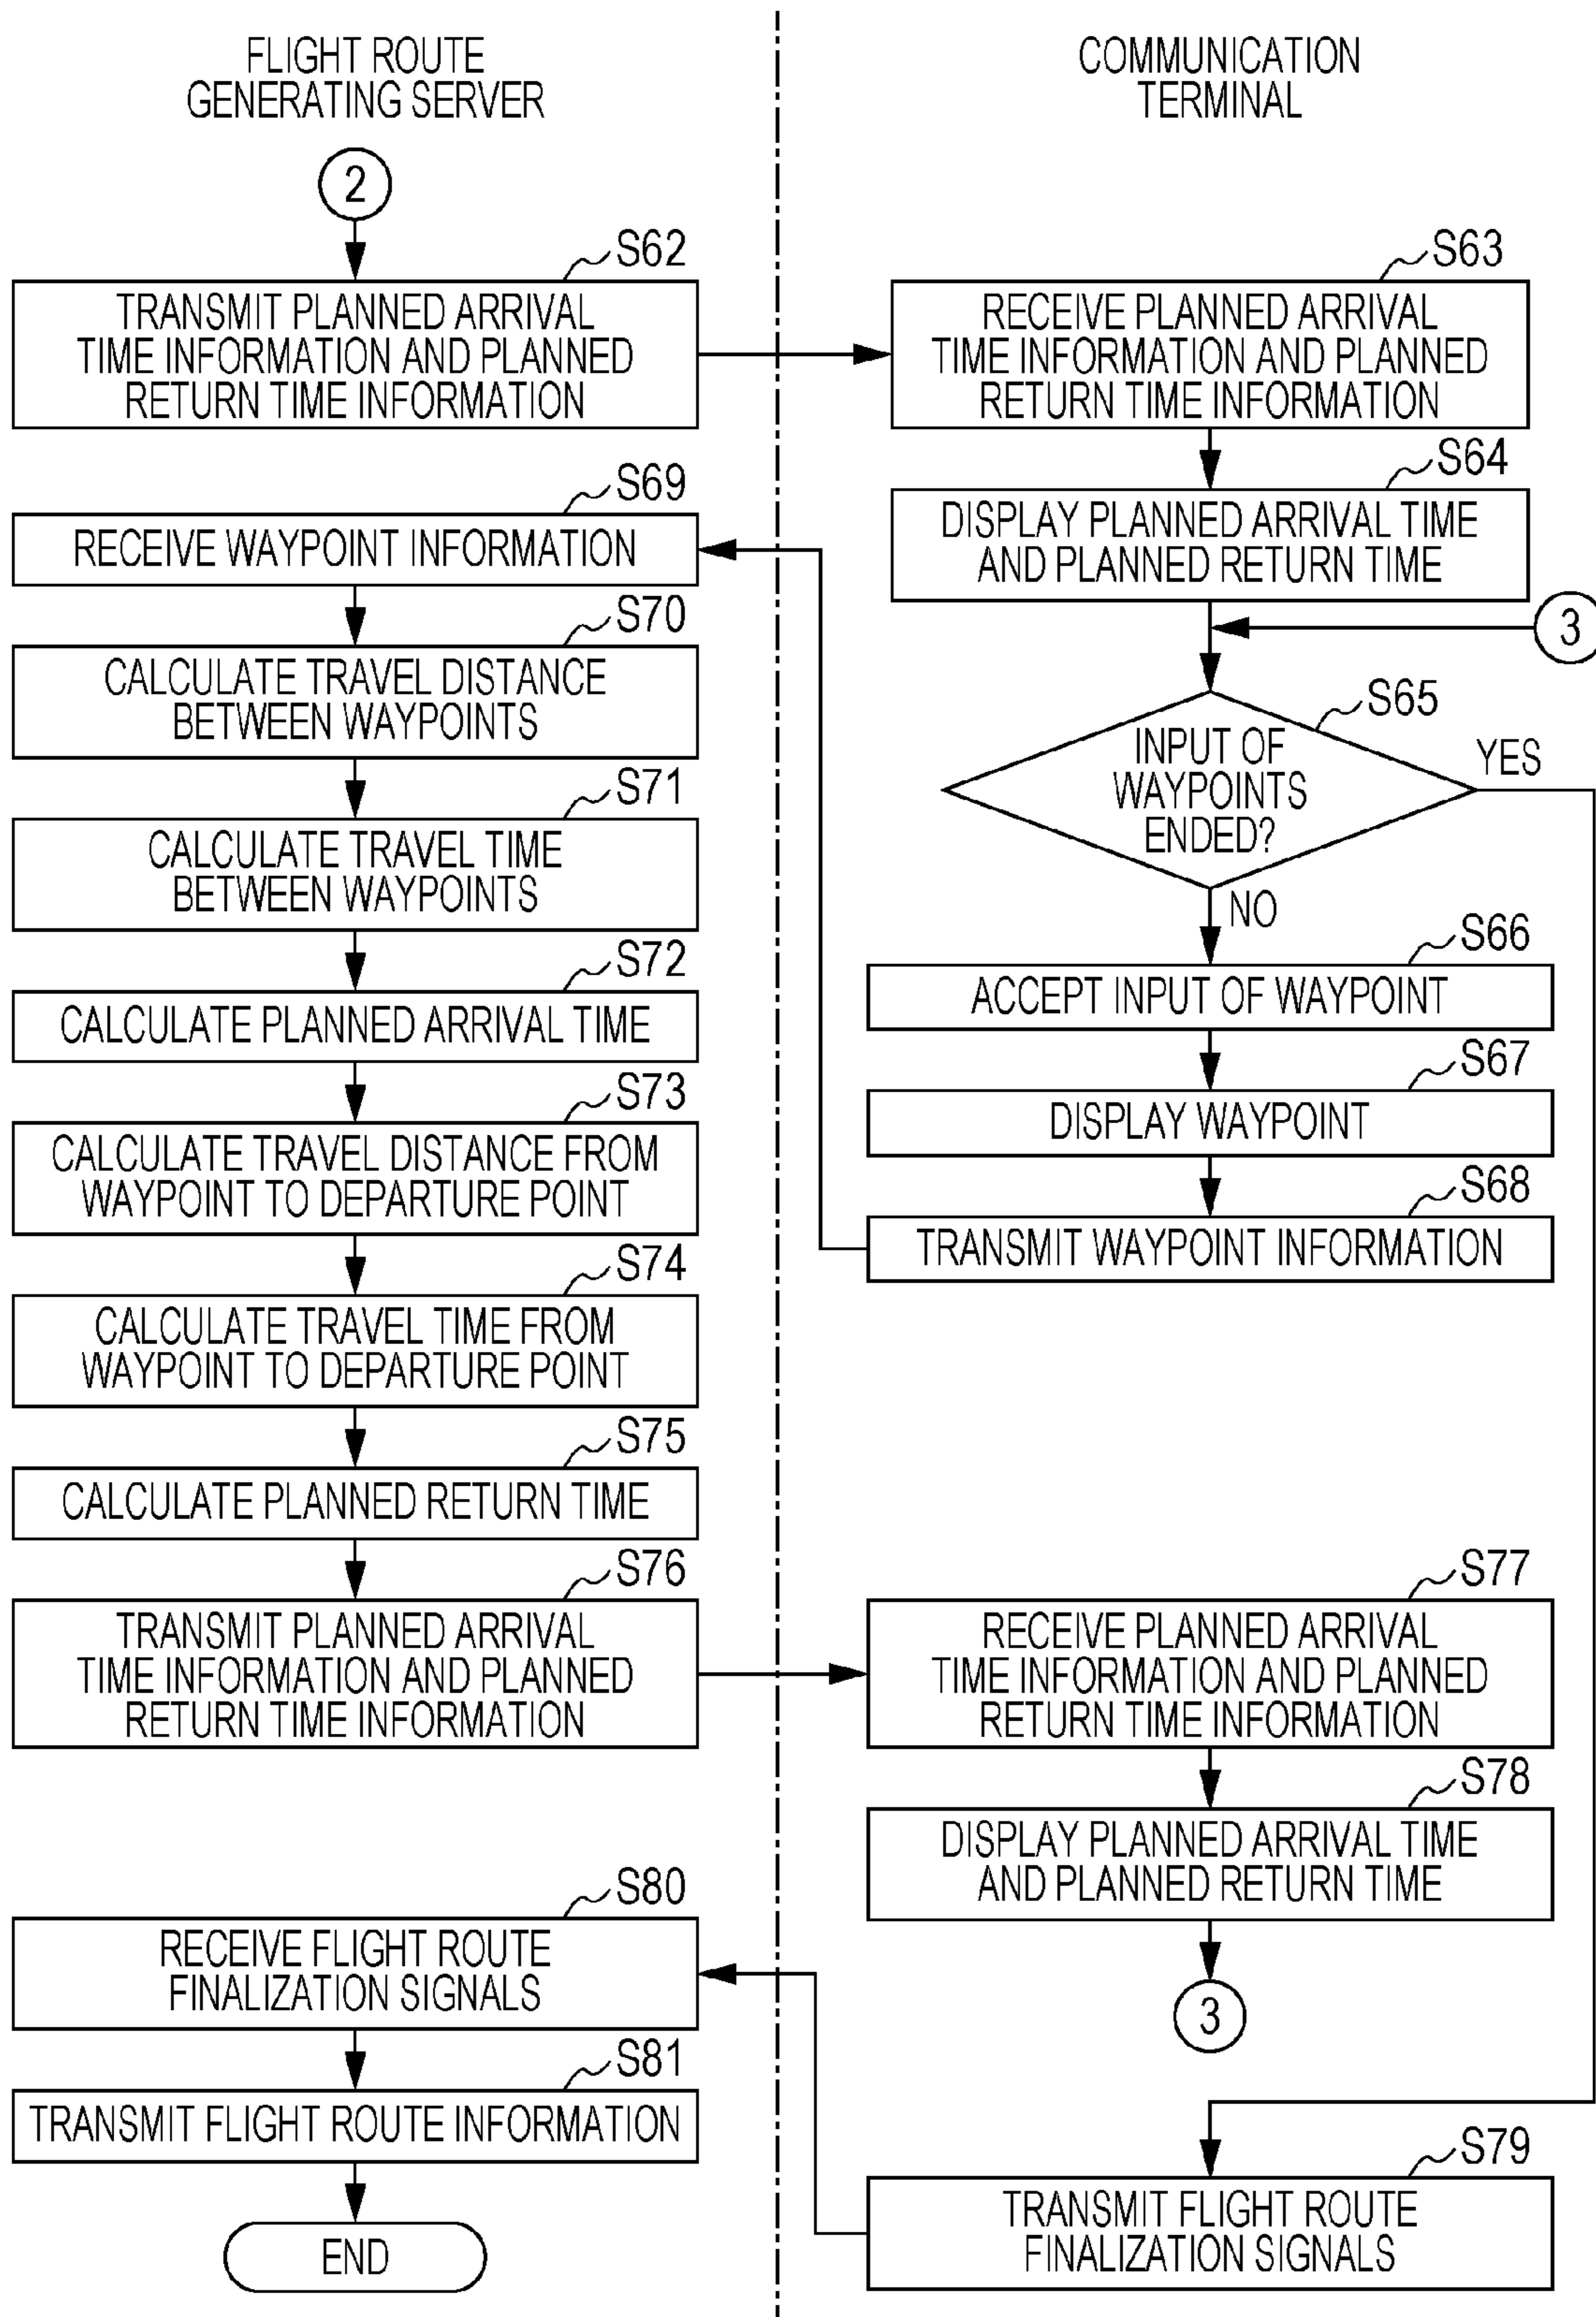 FLIGHT ROUTE
GENERATING SERVER
COMMUNICATION
TERMINAL
2
S62
TRANSMIT PLANNED ARRIVAL
TIME INFORMATION AND PLANNED
RETURN TIME INFORMATION
S63
RECEIVE PLANNED ARRIVAL
TIME INFORMATION AND PLANNED
RETURN TIME INFORMATION
S64
DISPLAY PLANNED ARRIVAL TIME
AND PLANNED RETURN TIME
3
S65
INPUT OF
WAYPOINTS
ENDED?
YES
NO
S66
ACCEPT INPUT OF WAYPOINT
S67
DISPLAY WAYPOINT
S68
TRANSMIT WAYPOINT INFORMATION
S69
RECEIVE WAYPOINT INFORMATION
S70
CALCULATE TRAVEL DISTANCE
BETWEEN WAYPOINTS
S71
CALCULATE TRAVEL TIME
BETWEEN WAYPOINTS
S72
CALCULATE PLANNED ARRIVAL TIME
S73
CALCULATE TRAVEL DISTANCE FROM
WAYPOINT TO DEPARTURE POINT
S74
CALCULATE TRAVEL TIME FROM
WAYPOINT TO DEPARTURE POINT
S75
CALCULATE PLANNED RETURN TIME
S76
TRANSMIT PLANNED ARRIVAL
TIME INFORMATION AND PLANNED
RETURN TIME INFORMATION
S77
RECEIVE PLANNED ARRIVAL
TIME INFORMATION AND PLANNED
RETURN TIME INFORMATION
S78
DISPLAY PLANNED ARRIVAL TIME
AND PLANNED RETURN TIME
3
S79
TRANSMIT FLIGHT ROUTE
FINALIZATION SIGNALS
S80
RECEIVE FLIGHT ROUTE
FINALIZATION SIGNALS
S81
TRANSMIT FLIGHT ROUTE INFORMATION
END